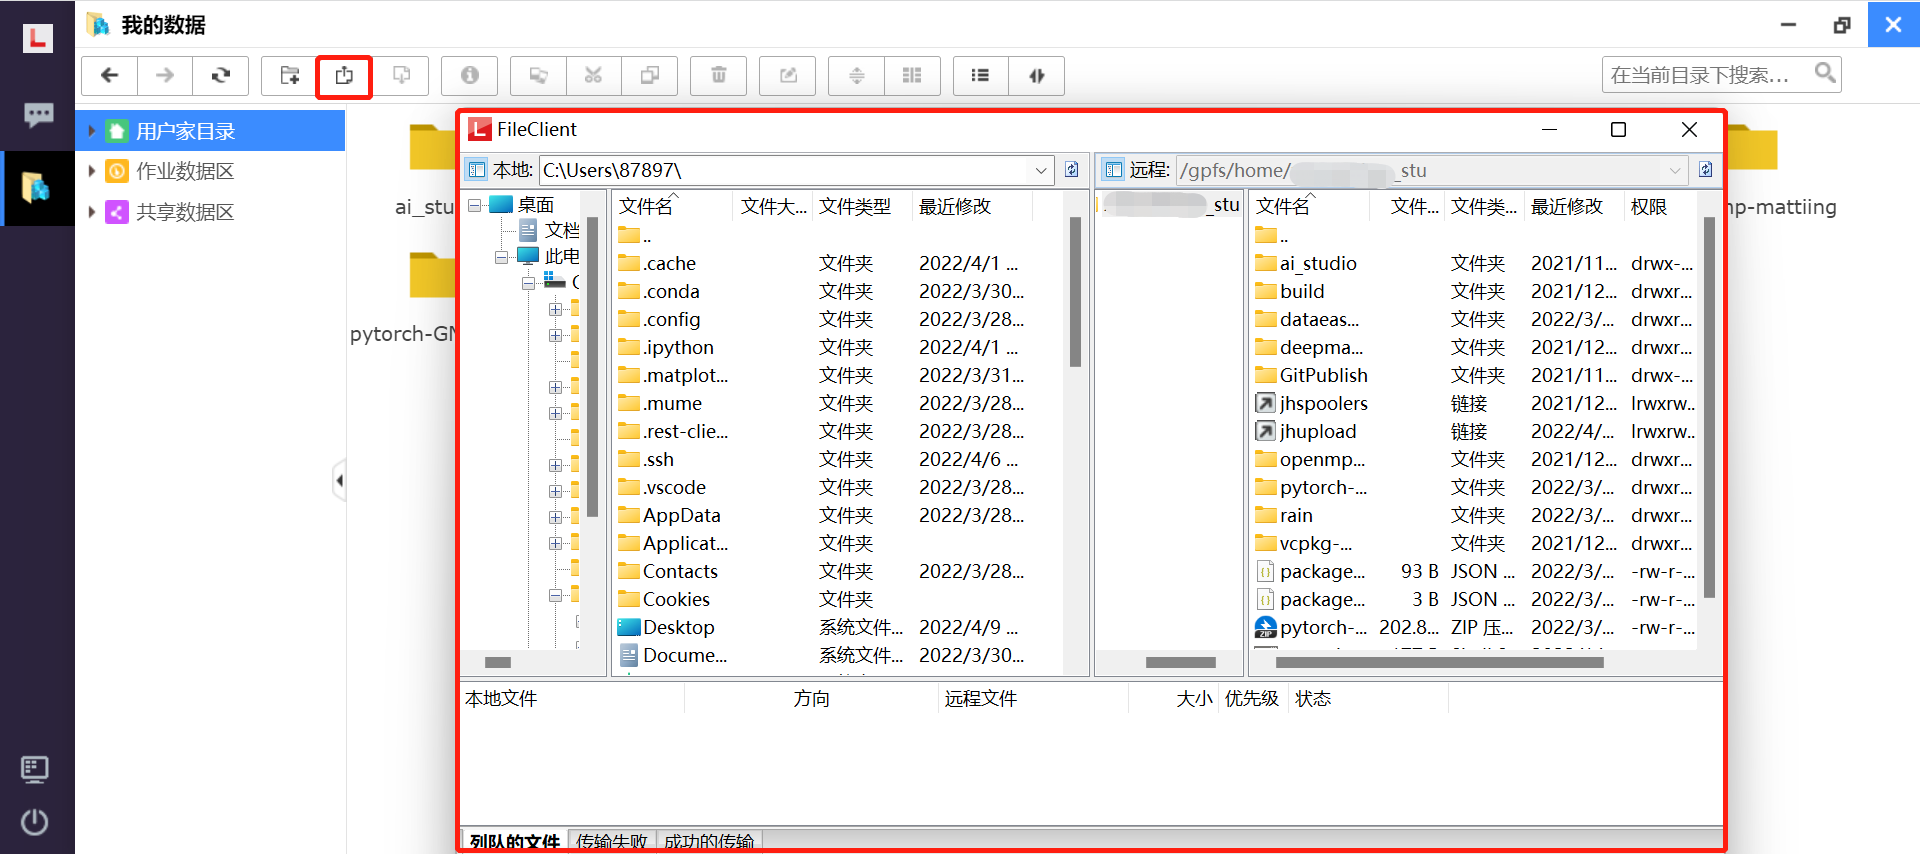 我的数据
在当前目录下搜索...
用户家目录
作业数据区
共享数据区
ai_stu
pytorch-GM
mp-mattiing
FileClient
本地: C:\Users\87897\
远程: /gpfs/home/ _stu
桌面
文档
此电
C
文件名 文件大... 文件类型 最近修改
..
.cache 文件夹 2022/4/1 ...
.conda 文件夹 2022/3/30...
.config 文件夹 2022/3/28...
.ipython 文件夹 2022/4/1 ...
.matplot... 文件夹 2022/3/31...
.mume 文件夹 2022/3/28...
.rest-clie... 文件夹 2022/3/28...
.ssh 文件夹 2022/4/6 ...
.vscode 文件夹 2022/3/28...
AppData 文件夹 2022/3/28...
Applicat... 文件夹
Contacts 文件夹 2022/3/28...
Cookies 文件夹
Desktop 系统文件... 2022/4/9 ...
Docume... 系统文件... 2022/3/30...
_stu
文件名 文件... 文件类... 最近修改 权限
..
ai_studio 文件夹 2021/11... drwx-...
build 文件夹 2021/12... drwxr...
dataeas... 文件夹 2022/3/... drwxr...
deepma... 文件夹 2021/12... drwxr...
GitPublish 文件夹 2021/11... drwx-...
jhspoolers 链接 2021/12... lrwxrw...
jhupload 链接 2022/4/... lrwxrw...
openmp... 文件夹 2021/12... drwxr...
pytorch-... 文件夹 2022/3/... drwxr...
rain 文件夹 2022/3/... drwxr...
vcpkg-... 文件夹 2021/12... drwxr...
package... 93 B JSON ... 2022/3/... -rw-r-...
package... 3 B JSON ... 2022/3/... -rw-r-...
pytorch-... 202.8... ZIP 压... 2022/3/... -rw-r-...
本地文件 方向 远程文件 大小 优先级 状态
列队的文件 传输失败 成功的传输